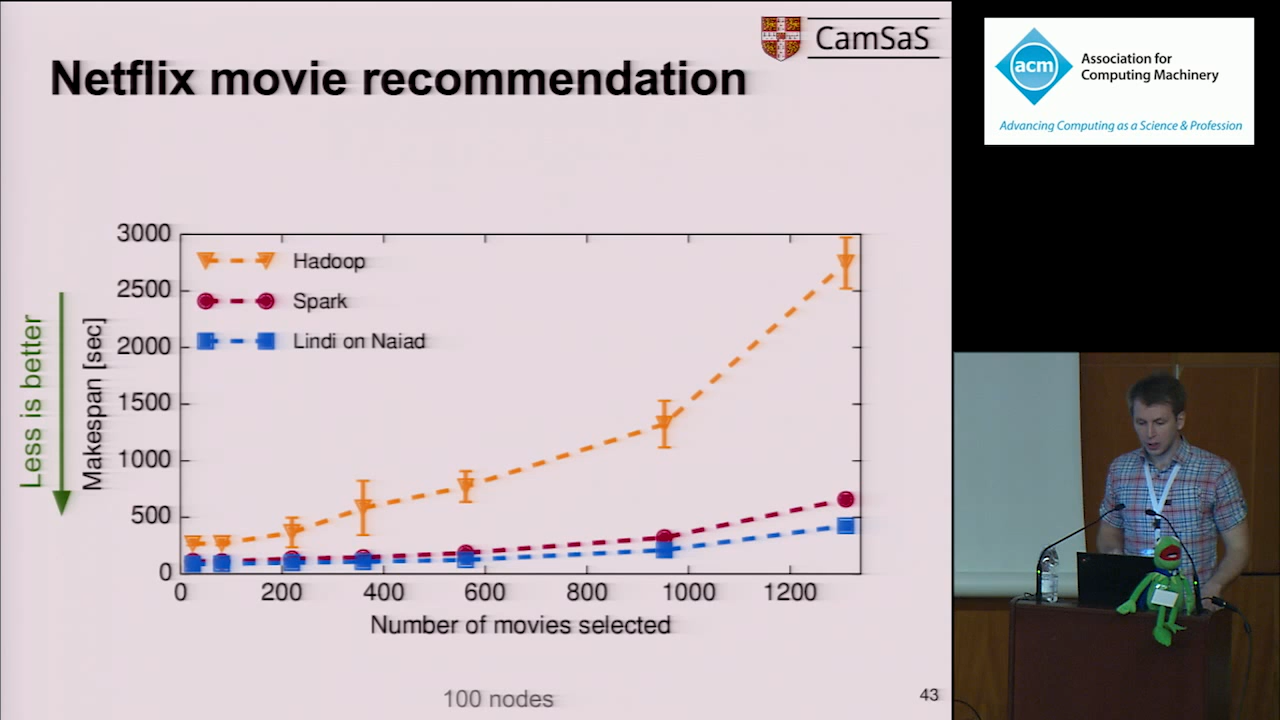 CamSaS
Netflix movie recommendation
acm
Association for
Computing Machinery
Advancing Computing as a Science & Profession
Less is better
Makespan [sec]
3000
2500
2000
1500
1000
500
0
Hadoop
Spark
Lindi on Naiad
0 200 400 600 800 1000 1200
Number of movies selected
100 nodes
43